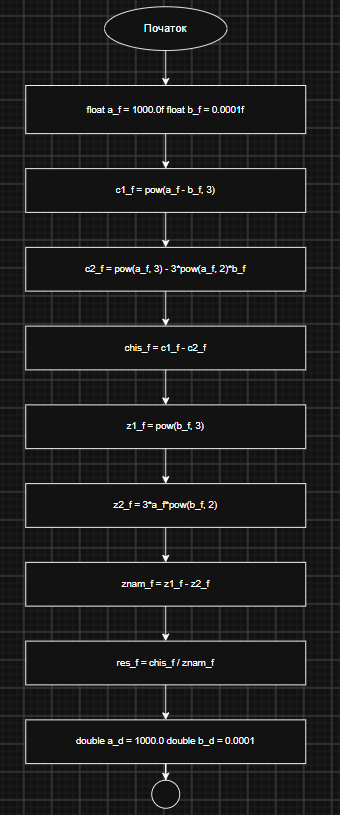 Початок
float a_f = 1000.0f float b_f = 0.0001f
c1_f = pow(a_f - b_f, 3)
c2_f = pow(a_f, 3) - 3*pow(a_f, 2)*b_f
chis_f = c1_f - c2_f
z1_f = pow(b_f, 3)
z2_f = 3*a_f*pow(b_f, 2)
znam_f = z1_f - z2_f
res_f = chis_f / znam_f
double a_d = 1000.0 double b_d = 0.0001